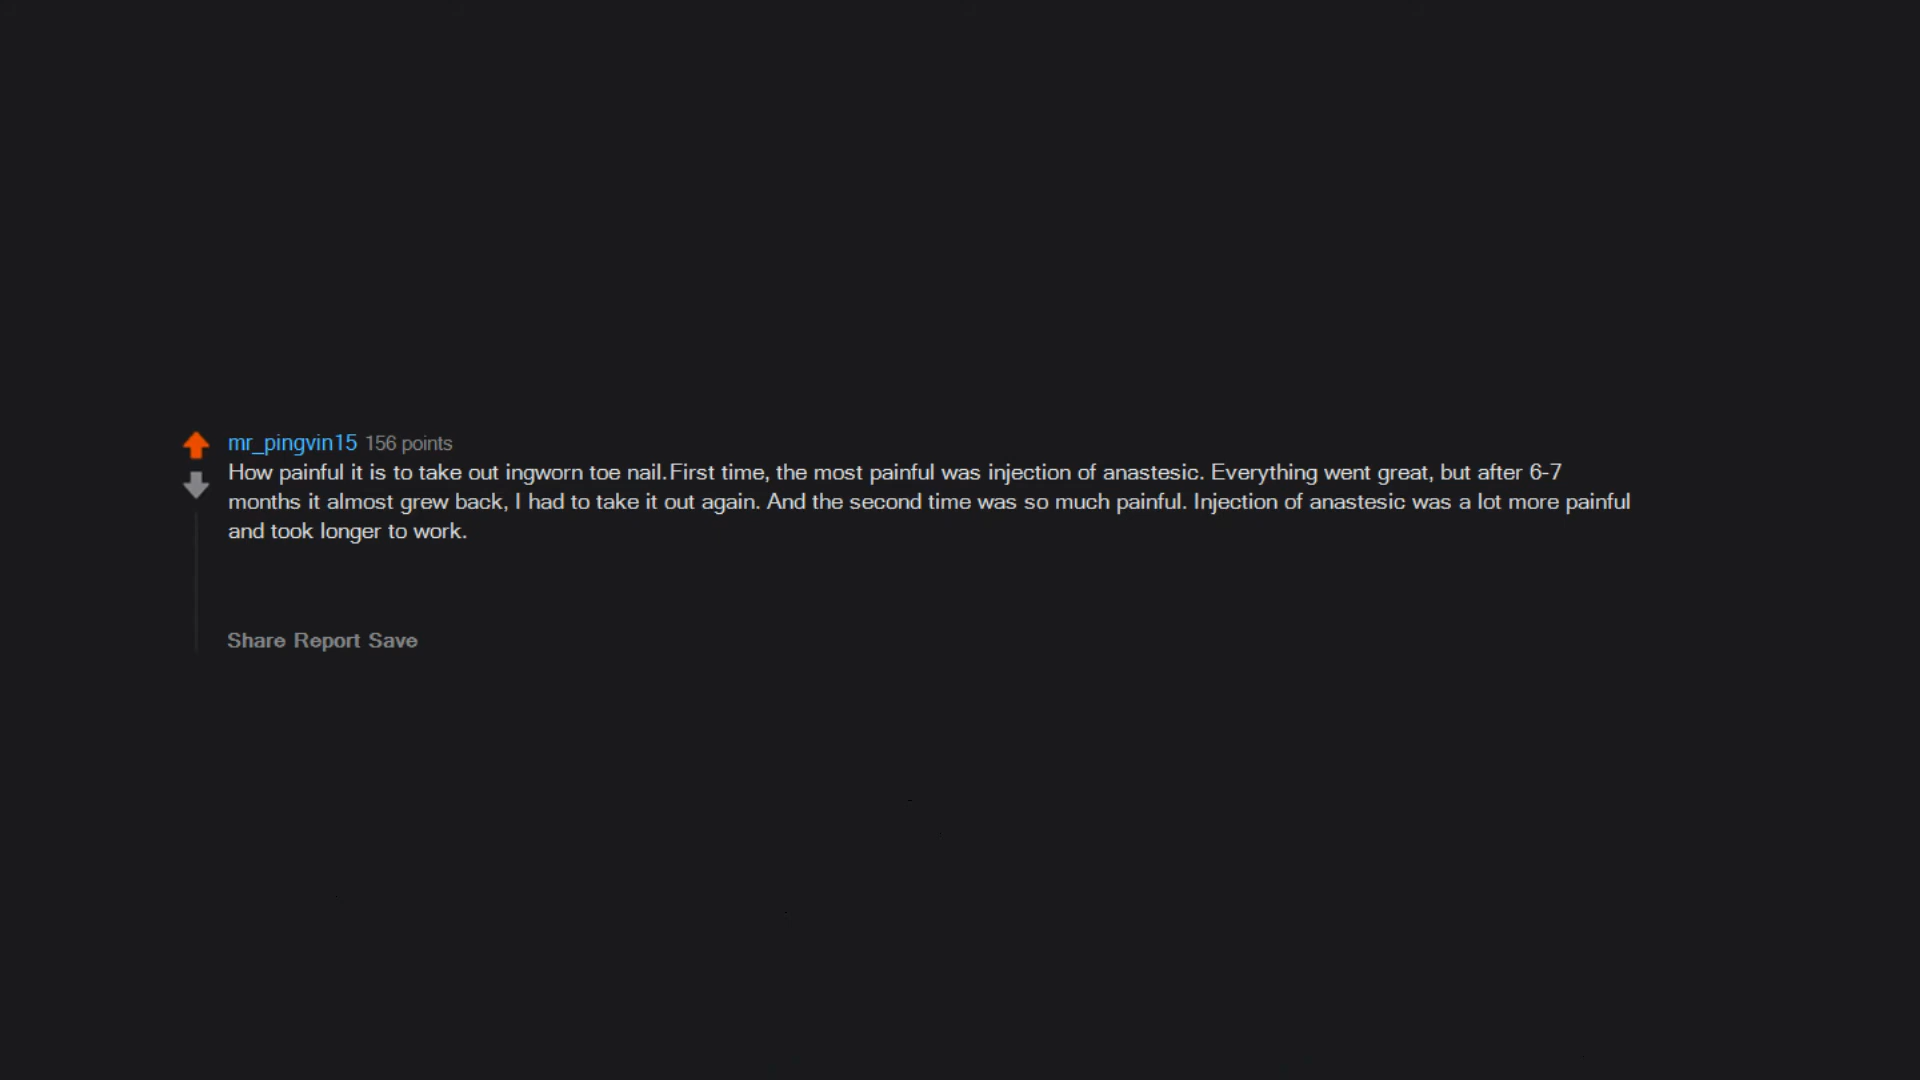 mr_pingvin15 156 points
How painful it is to take out ingworn toe nail.First time, the most painful was injection of anastesic. Everything went great, but after 6-7
months it almost grew back, I had to take it out again. And the second time was so much painful. Injection of anastesic was a lot more painful
and took longer to work.
Share Report Save